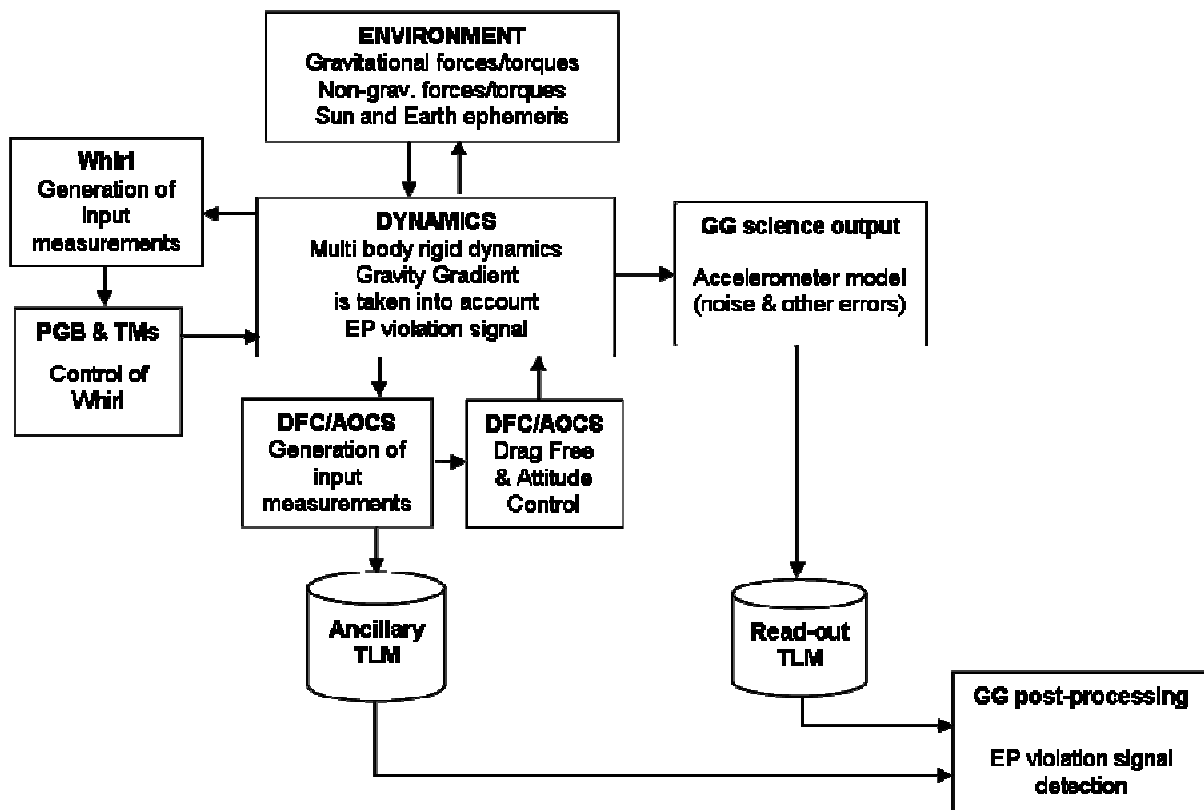 ENVIRONMENT
Gravitational forces/torques
Non-grav. forces/torques
Sun and Earth ephemeris
Whirl
Generation of
input
measurements
DYNAMICS
Multi body rigid dynamics
Gravity Gradient
is taken into account
EP violation signal
GG science output
Accelerometer model
(noise & other errors)
PGB & TMs
Control of
Whirl
DFC/AOCS
Generation of
input
measurements
DFC/AOCS
Drag Free
& Attitude
Control
Ancillary
TLM
Read-out
TLM
GG post-processing
EP violation signal
detection